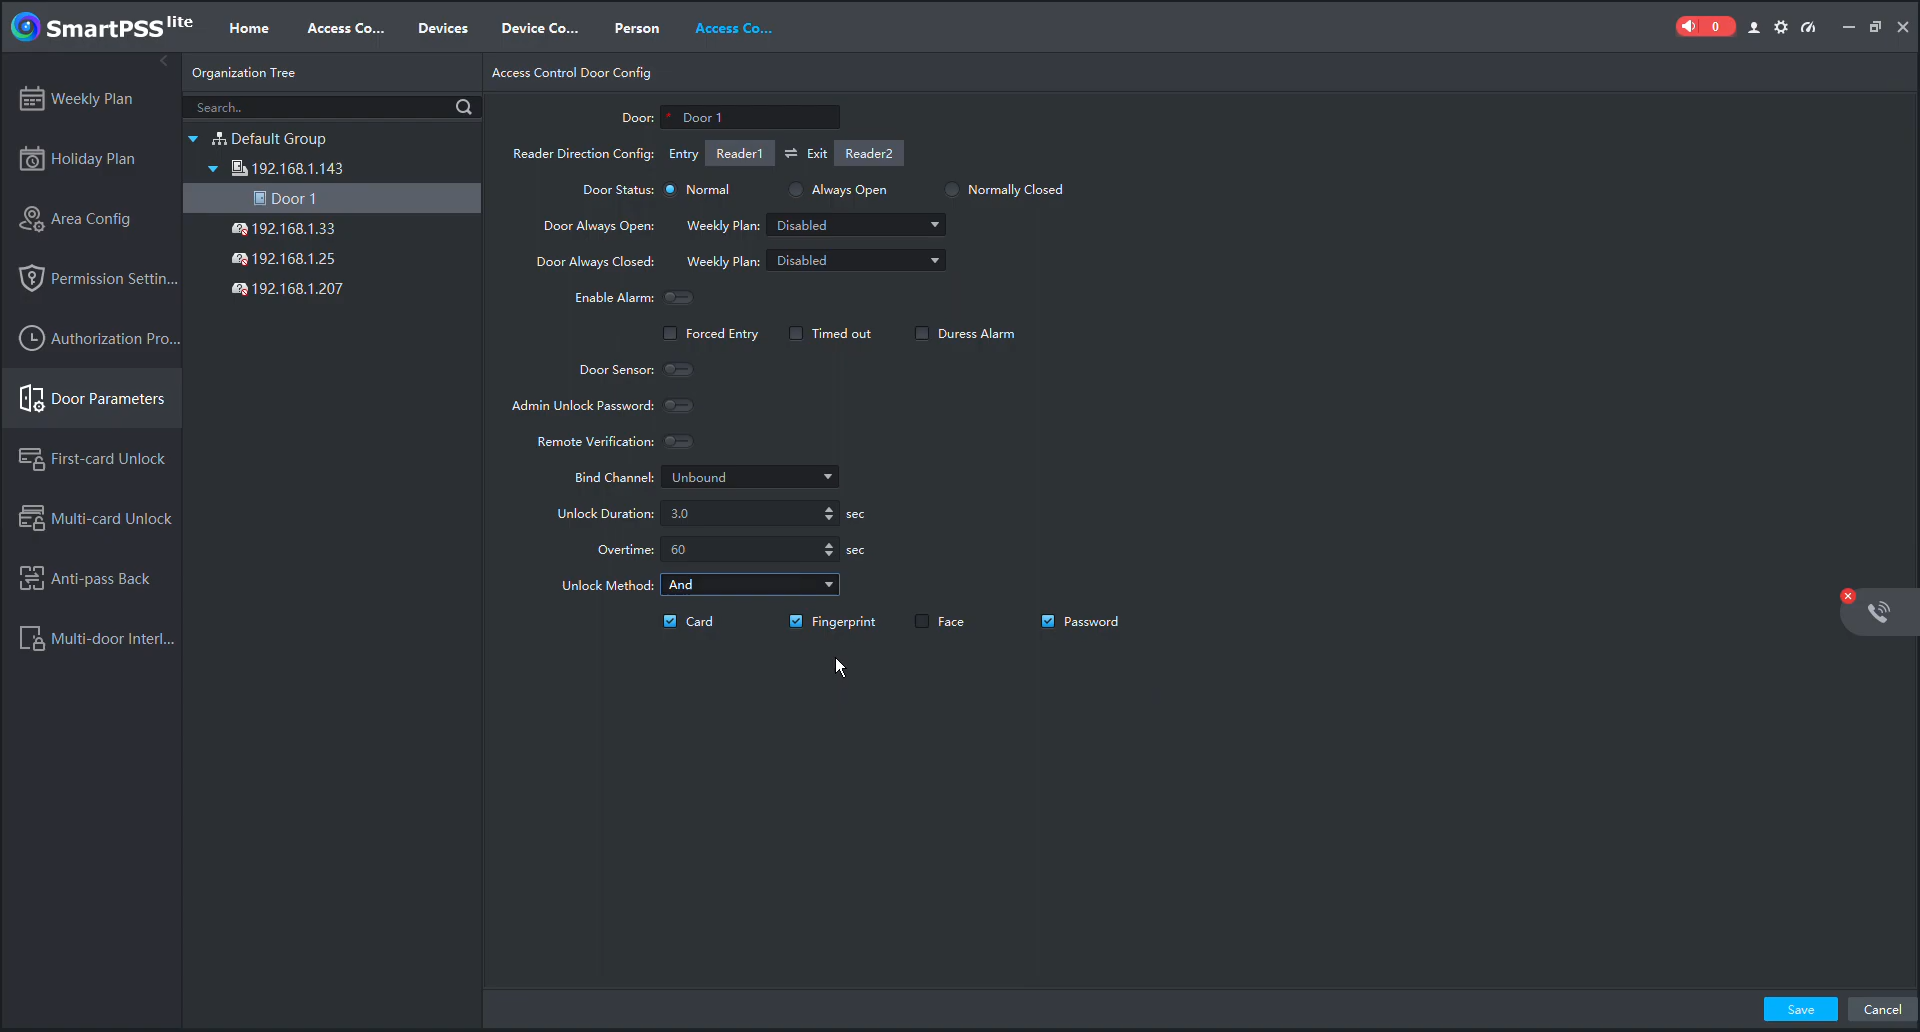 SmartPSS lite Home Access Co... Devices Device Co... Person Access Co... 0
Organization Tree
Access Control Door Config
Weekly Plan
Holiday Plan
Area Config
Permission Settin...
Authorization Pro...
Door Parameters
First-card Unlock
Multi-card Unlock
Anti-pass Back
Multi-door Interl...
Search..
Default Group
192.168.1.143
Door 1
192.168.1.33
192.168.1.25
192.168.1.207
Door: * Door 1
Reader Direction Config: Entry Reader1 Exit Reader2
Door Status: Normal Always Open Normally Closed
Door Always Open: Weekly Plan: Disabled
Door Always Closed: Weekly Plan: Disabled
Enable Alarm:
Forced Entry Timed out Duress Alarm
Door Sensor:
Admin Unlock Password:
Remote Verification:
Bind Channel: Unbound
Unlock Duration: 3.0 sec
Overtime: 60 sec
Unlock Method: And
Card Fingerprint Face Password
Save Cancel